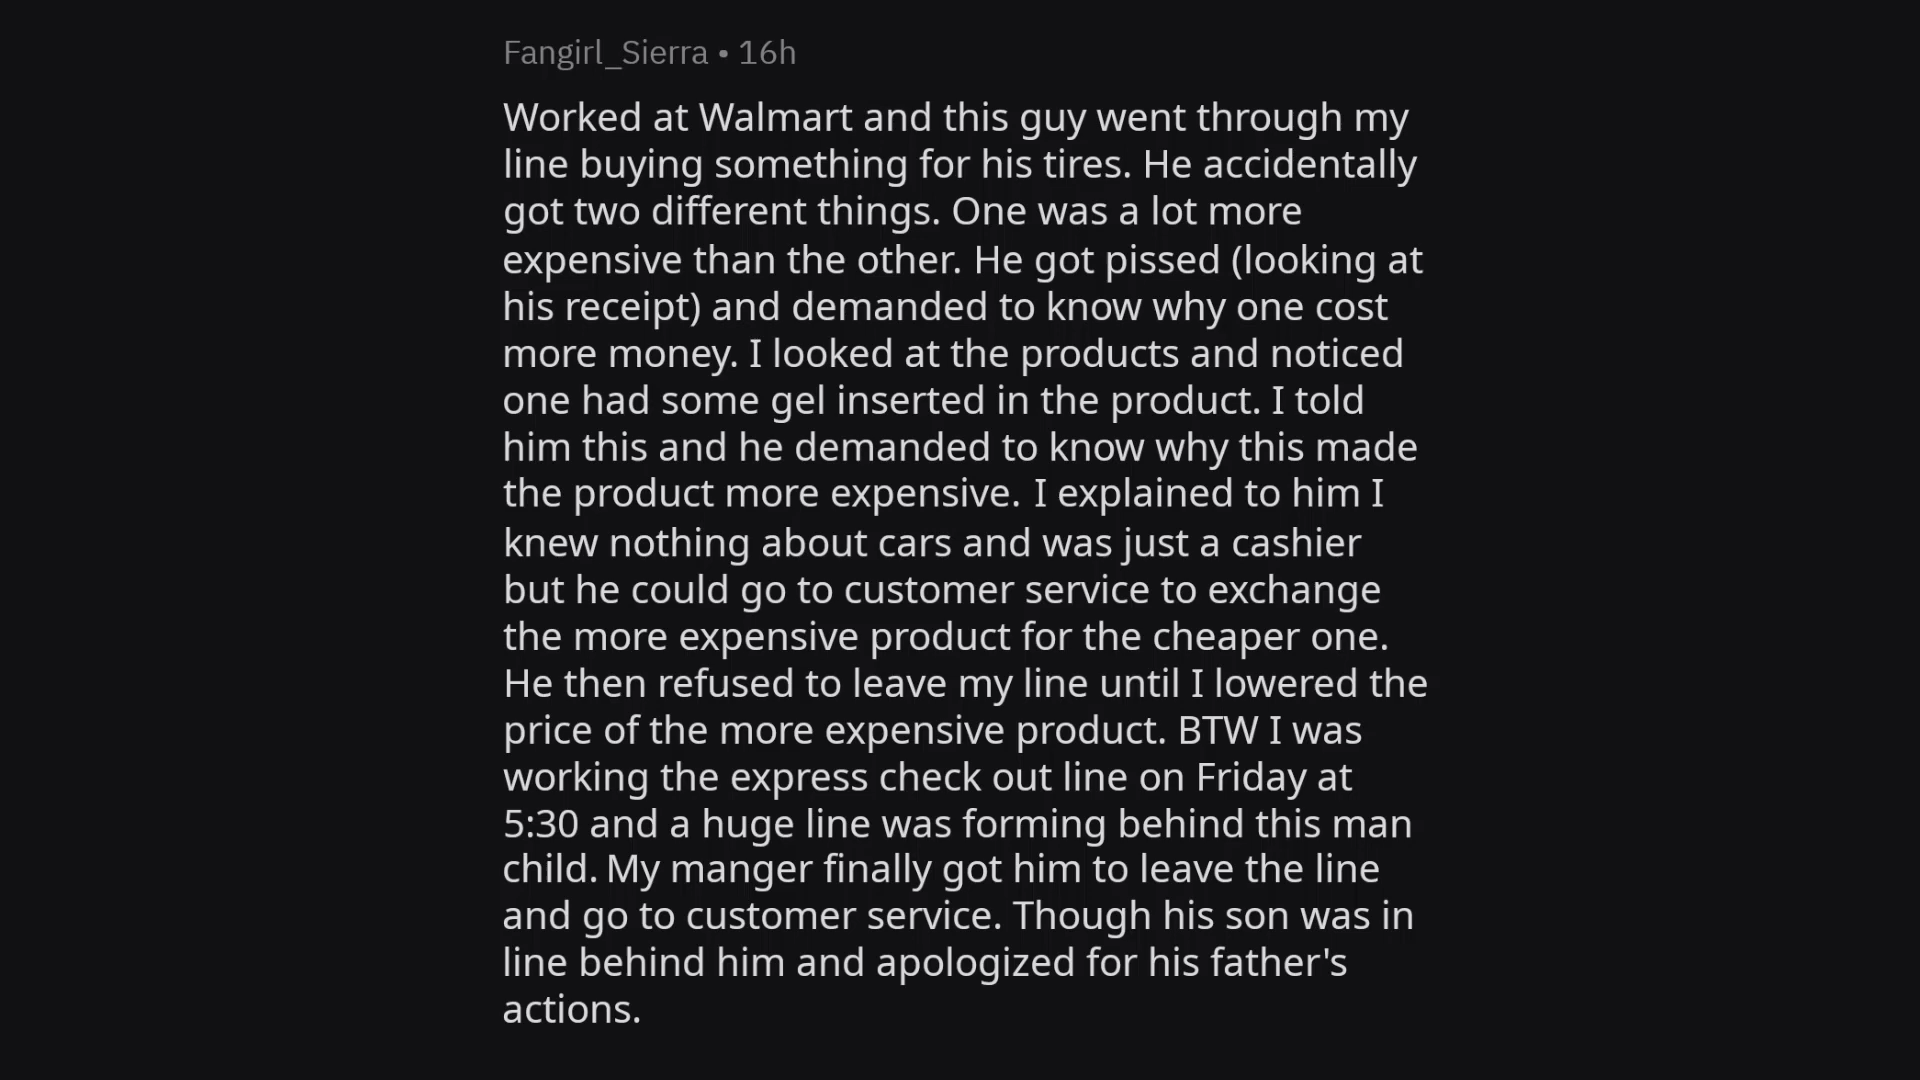 Fangirl_Sierra • 16h
Worked at Walmart and this guy went through my
line buying something for his tires. He accidentally
got two different things. One was a lot more
expensive than the other. He got pissed (looking at
his receipt) and demanded to know why one cost
more money. I looked at the products and noticed
one had some gel inserted in the product. I told
him this and he demanded to know why this made
the product more expensive. I explained to him I
knew nothing about cars and was just a cashier
but he could go to customer service to exchange
the more expensive product for the cheaper one.
He then refused to leave my line until I lowered the
price of the more expensive product. BTW I was
working the express check out line on Friday at
5:30 and a huge line was forming behind this man
child. My manger finally got him to leave the line
and go to customer service. Though his son was in
line behind him and apologized for his father's
actions.